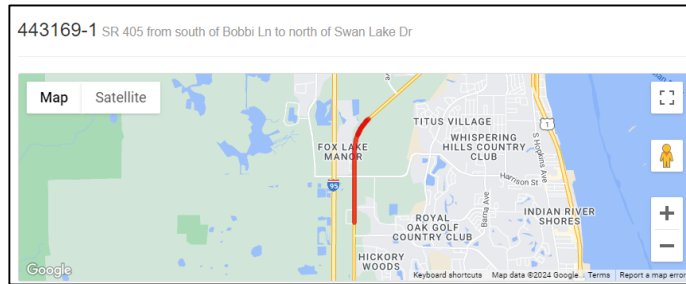 443169-1 SR 405 from south of Bobbi Ln to north of Swan Lake Dr
Map Satellite
TITUS VILLAGE
1
WHISPERING
HILLS COUNTRY
CLUB
FOX LAKE
MANOR
S Hopkins Ave
Harrison St
95
Barna Ave
INDIAN RIVER
SHORES
ROYAL
OAK GOLF
COUNTRY CLUB
HICKORY
WOODS
+
−
Google
Keyboard shortcuts Map data ©2024 Google Terms Report a map error